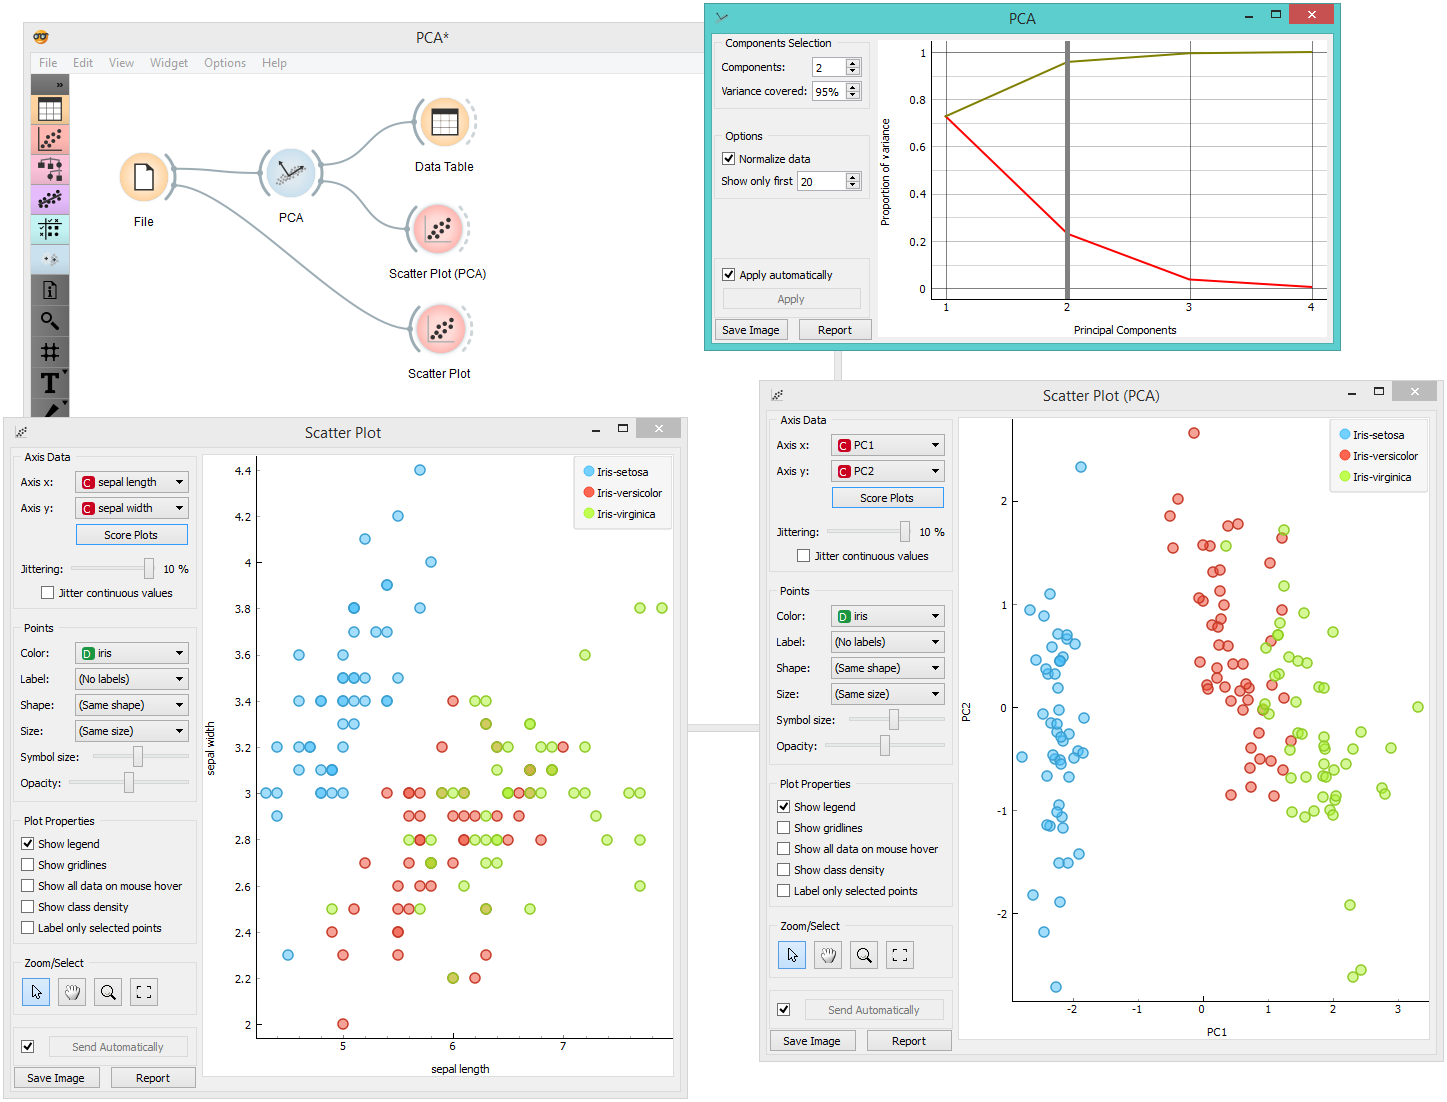 PCA*
File Edit View Widget Options Help
»
File
PCA
Data Table
Scatter Plot (PCA)
Scatter Plot
T
PCA
Components Selection
Components: 2
Variance covered: 95%
Options
Normalize data
Show only first 20
Apply automatically
Apply
Save Image Report
Proportion of variance
1
0.8
0.6
0.4
0.2
0
1 2 3 4
Principal Components
Scatter Plot
Axis Data
Axis x: C sepal length
Axis y: C sepal width
Score Plots
Jittering: 10 %
Jitter continuous values
Points
Color: D iris
Label: (No labels)
Shape: (Same shape)
Size: (Same size)
Symbol size:
Opacity:
Plot Properties
Show legend
Show gridlines
Show all data on mouse hover
Show class density
Label only selected points
Zoom/Select
Send Automatically
Save Image Report
Iris-setosa
Iris-versicolor
Iris-virginica
sepal width
4.4
4.2
4
3.8
3.6
3.4
3.2
3
2.8
2.6
2.4
2.2
2
5 6 7
sepal length
Scatter Plot (PCA)
Axis Data
Axis x: C PC1
Axis y: C PC2
Score Plots
Jittering: 10 %
Jitter continuous values
Points
Color: D iris
Label: (No labels)
Shape: (Same shape)
Size: (Same size)
Symbol size:
Opacity:
Plot Properties
Show legend
Show gridlines
Show all data on mouse hover
Show class density
Label only selected points
Zoom/Select
Send Automatically
Save Image Report
Iris-setosa
Iris-versicolor
Iris-virginica
PC2
2
1
0
-1
-2
-2 -1 0 1 2 3
PC1